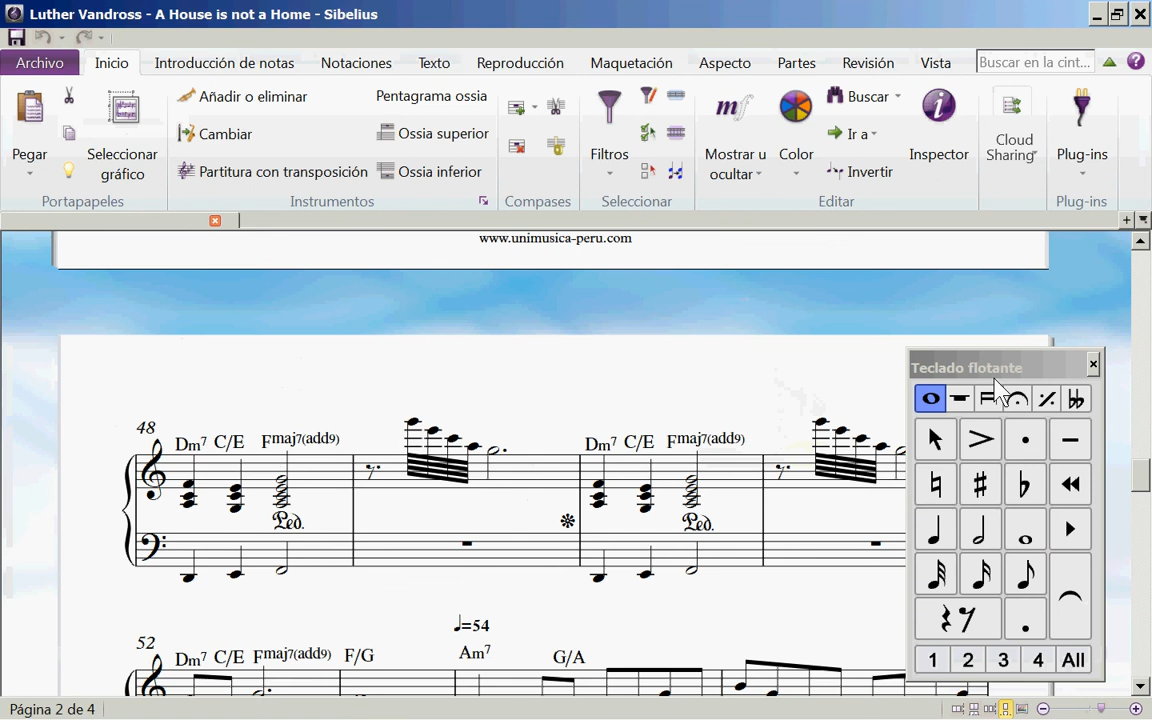 Luther Vandross - A House is not a Home - Sibelius
Archivo Inicio Introducción de notas Notaciones Texto Reproducción Maquetación Aspecto Partes Revisión Vista Buscar en la cint...
Pegar
Seleccionar gráfico
Portapapeles
Añadir o eliminar
Cambiar
Partitura con transposición
Pentagrama ossia
Ossia superior
Ossia inferior
Instrumentos
Compases
Filtros
Seleccionar
Mostrar u ocultar
Color
Buscar
Ir a
Invertir
Editar
Inspector
Cloud Sharing
Plug-ins
Plug-ins
www.unimusica-peru.com
Teclado flotante
48
Dm7 C/E Fmaj7(add9) Dm7 C/E Fmaj7(add9)
Ped. Ped.
♩=54
52
Dm7 C/E Fmaj7(add9) F/G Am7 G/A
1 2 3 4 All
Página 2 de 4